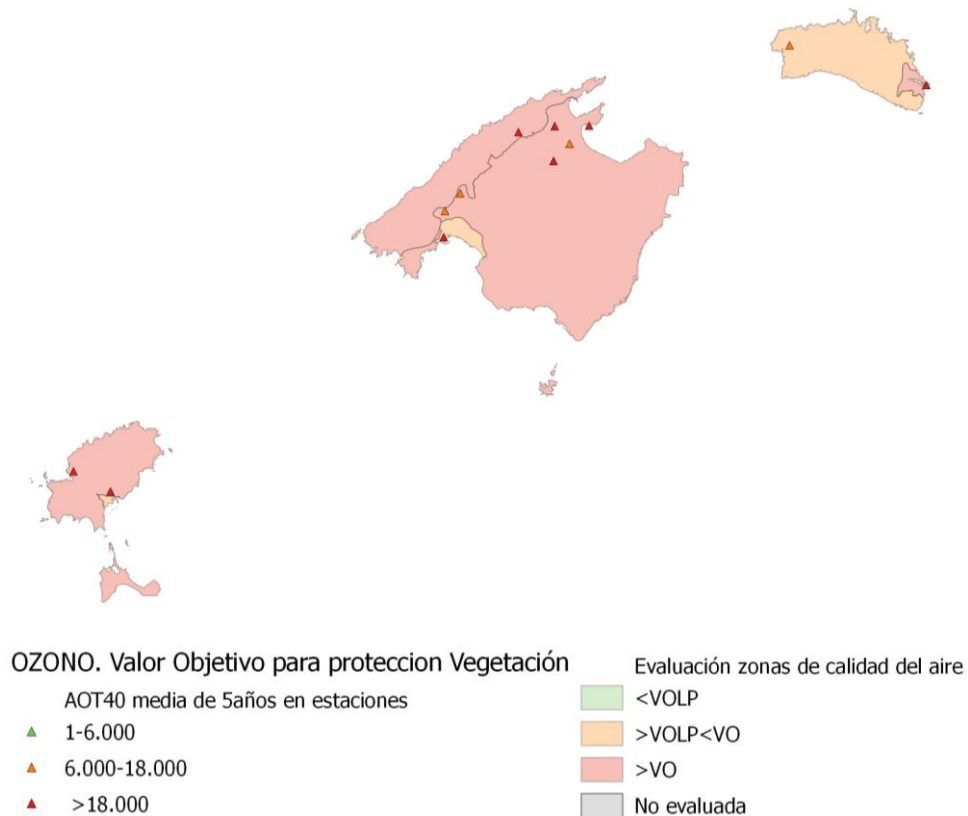 OZONO. Valor Objetivo para proteccion Vegetación
AOT40 media de 5años en estaciones
1-6.000
6.000-18.000
>18.000
Evaluación zonas de calidad del aire
<VOLP
>VOLP<VO
>VO
No evaluada